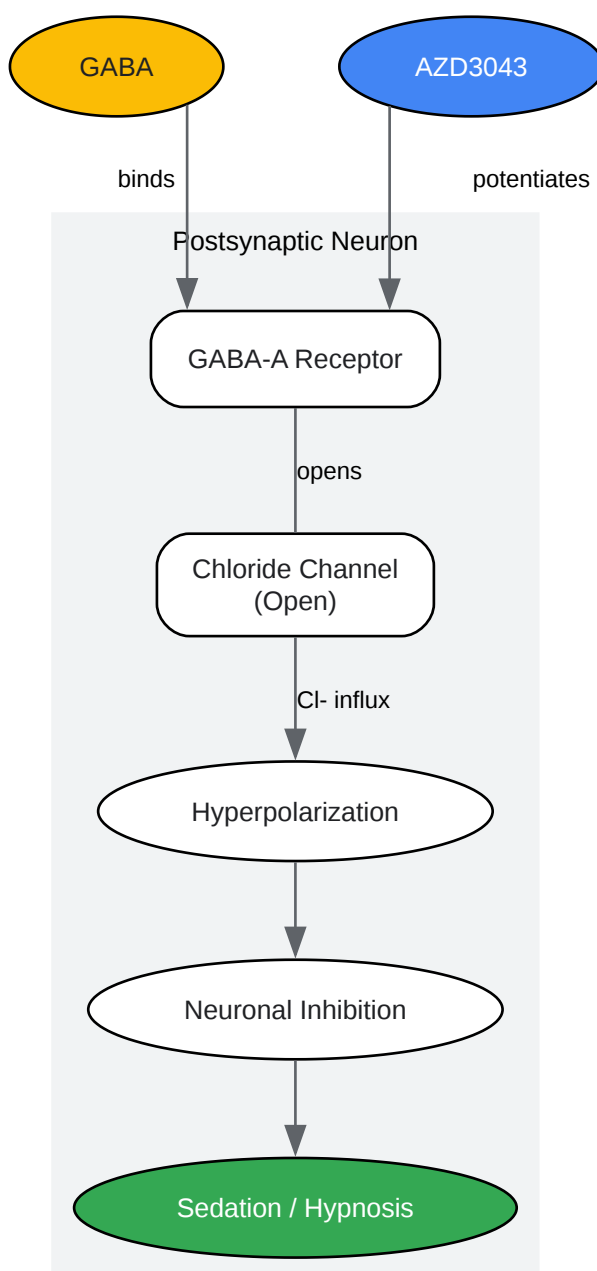 GABA
AZD3043
binds
potentiates
Postsynaptic Neuron
GABA-A Receptor
opens
Chloride Channel
(Open)
Cl- influx
Hyperpolarization
Neuronal Inhibition
Sedation / Hypnosis